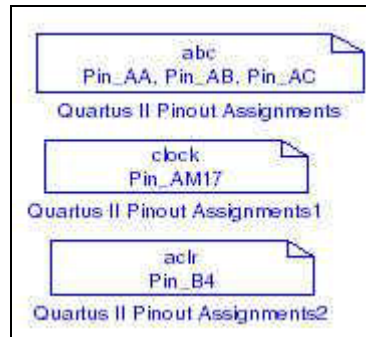 abc
Pin_AA, Pin_AB, Pin_AC
Quartus II Pinout Assignments
clock
Pin_AM17
Quartus II Pinout Assignments1
aclr
Pin_B4
Quartus II Pinout Assignments2